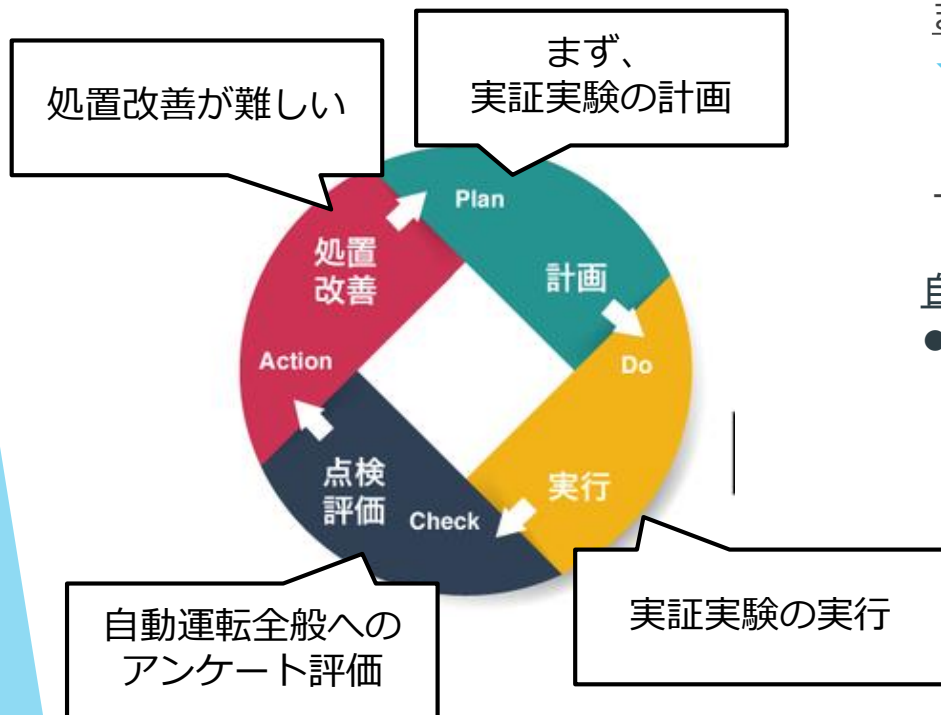 処置改善が難しい
まず、
実証実験の計画
Plan
計画
処置
改善
Action
Do
点検
評価
Check
実行
自動運転全般への
アンケート評価
実証実験の実行